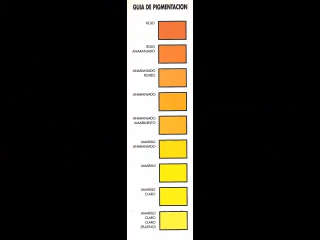 GUIA DE PIGMENTACION
ROJO
ROJO
ANARANJADO
ANARANJADO
ROJIZO
ANARANJADO
ANARANJADO
AMARILLENTO
AMARILLO
ANARANJADO
AMARILLO
AMARILLO
CLARO
AMARILLO
CLARO
CLARO
(PLATINO)